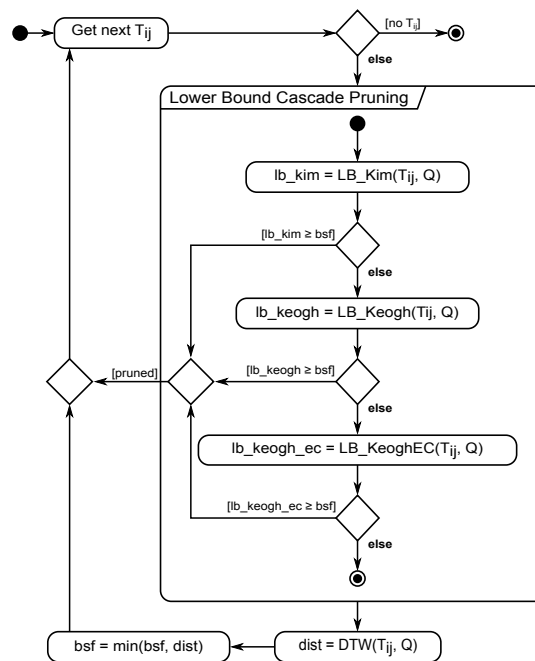 Get next Tij
[no Tij]
else
Lower Bound Cascade Pruning
lb_kim = LB_Kim(Tij, Q)
[lb_kim ≥ bsf]
else
lb_keogh = LB_Keogh(Tij, Q)
[pruned]
[lb_keogh ≥ bsf]
else
lb_keogh_ec = LB_KeoghEC(Tij, Q)
[lb_keogh_ec ≥ bsf]
else
bsf = min(bsf, dist)
dist = DTW(Tij, Q)